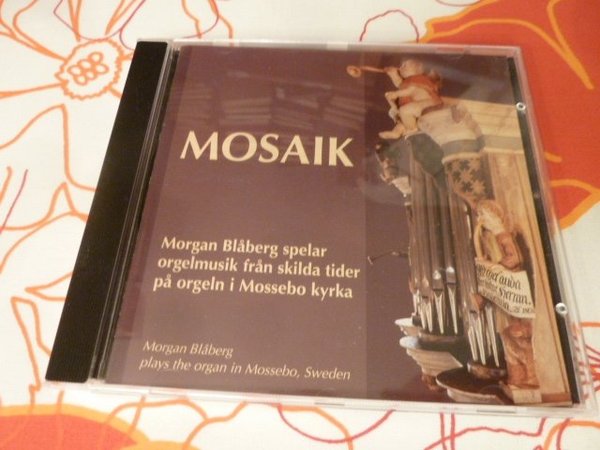 MOSAIK
Morgan Blåberg spelar
orgelmusik från skilda tider
på orgeln i Mossebo kyrka
Morgan Blåberg
plays the organ in Mossebo, Sweden